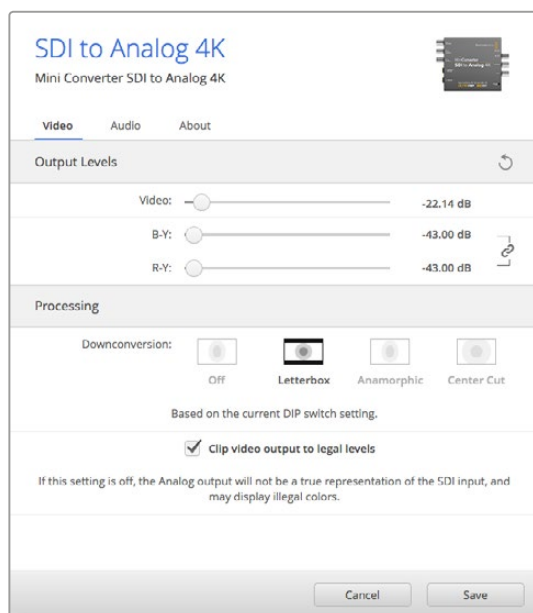 SDI to Analog 4K
Mini Converter SDI to Analog 4K
Video Audio About
Output Levels
Video: -22.14 dB
B-Y: -43.00 dB
R-Y: -43.00 dB
Processing
Downconversion:
Off Letterbox Anamorphic Center Cut
Based on the current DIP switch setting.
Clip video output to legal levels
If this setting is off, the Analog output will not be a true representation of the SDI input, and
may display illegal colors.
Cancel Save